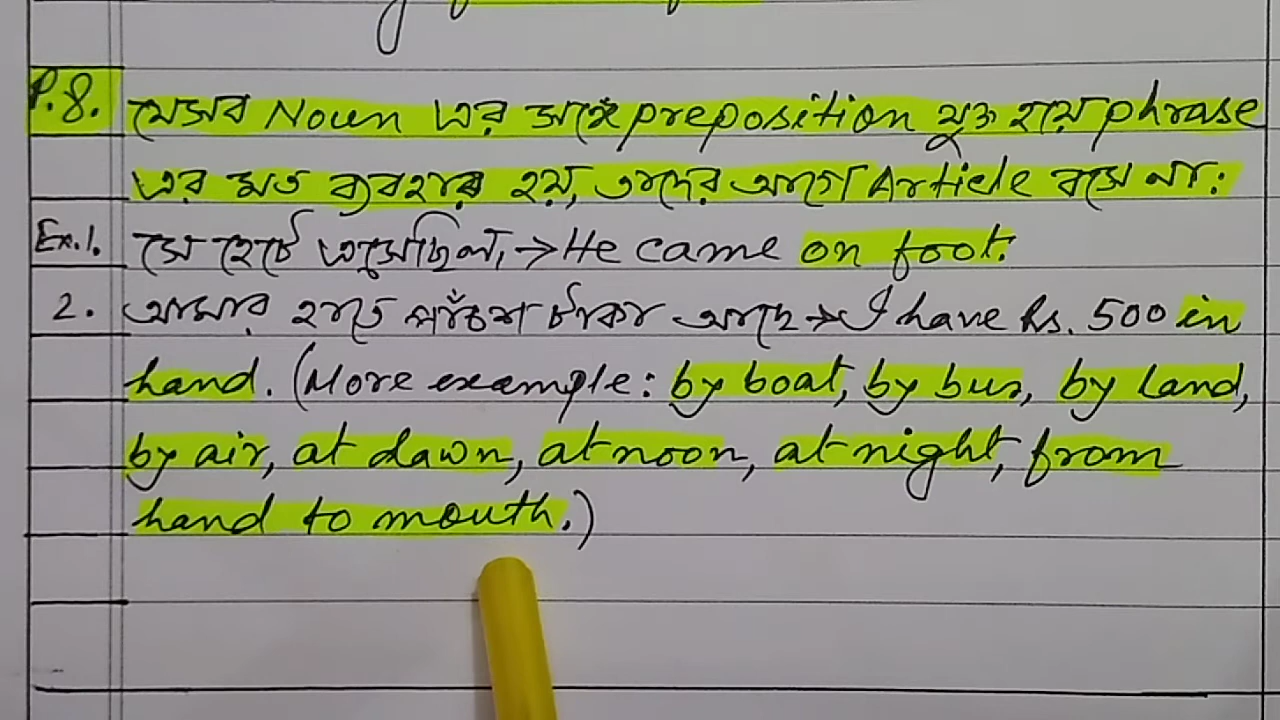 P.8. যেসব Noun এর সঙ্গে preposition যুক্ত হয়ে phrase
এর মত ব্যবহার হয়, তাদের আগে Article বসে না:
Ex.1. সে হেটে এসেছিল, → He came on foot.
2. আমার হাতে পাঁচশ টাকা আছে → I have Rs. 500 in
hand. (More example: by boat, by bus, by land,
by air, at dawn, at noon, at night, from
hand to mouth.)